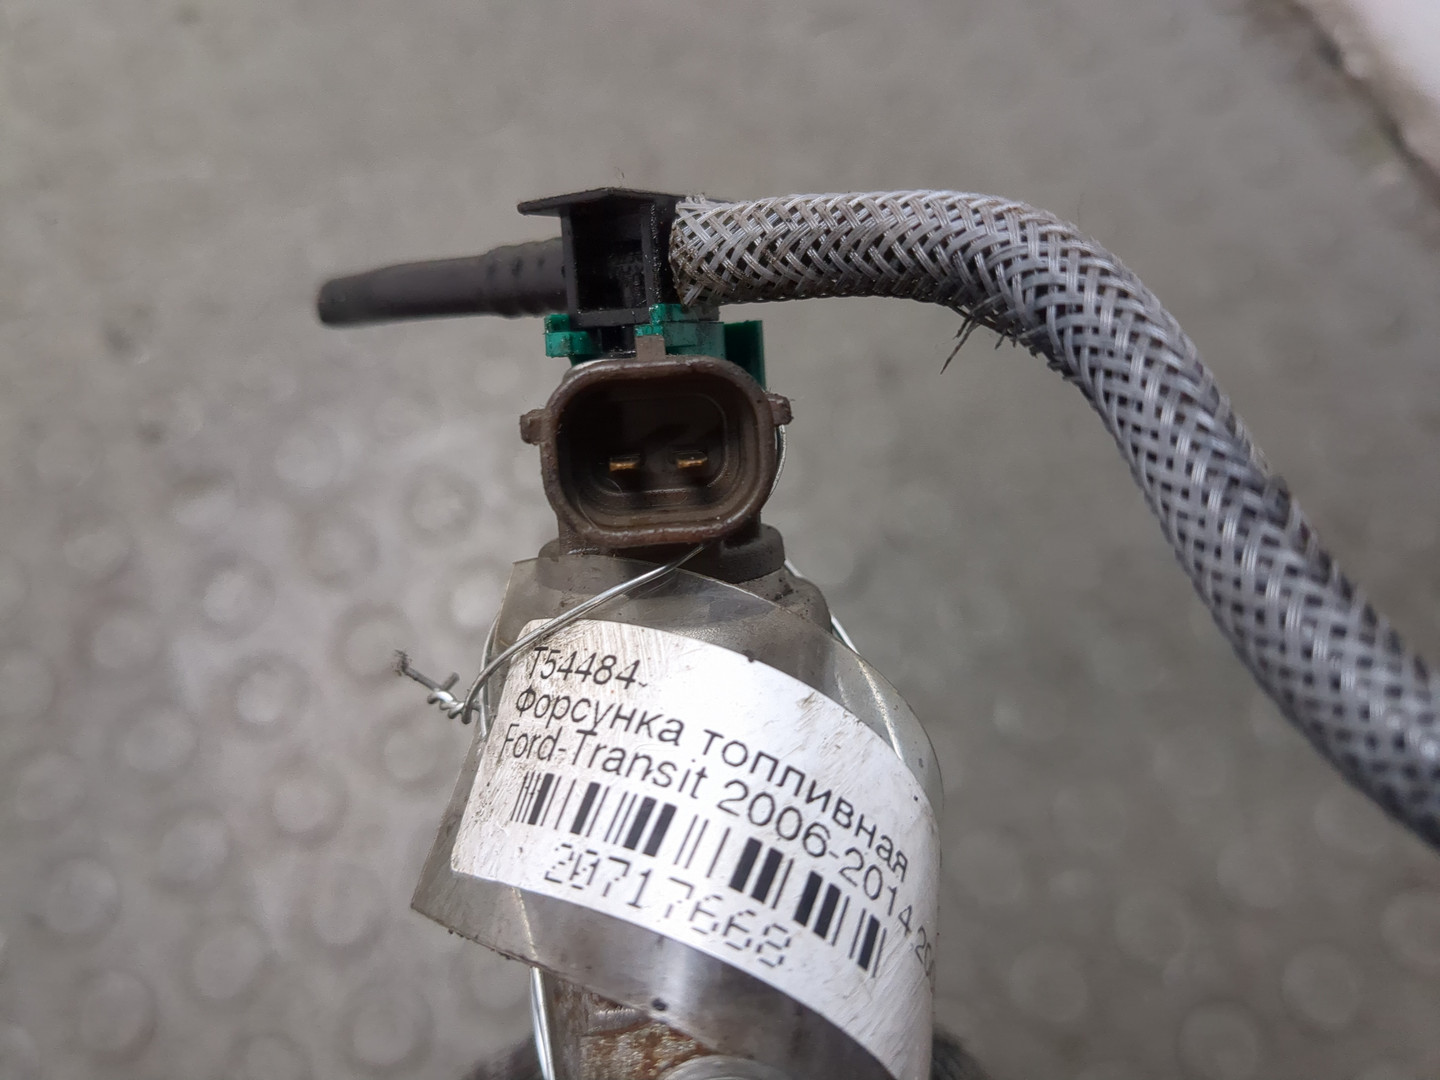 T54484-
Форсунка топливная
Ford-Transit 2006-2014,
20717668